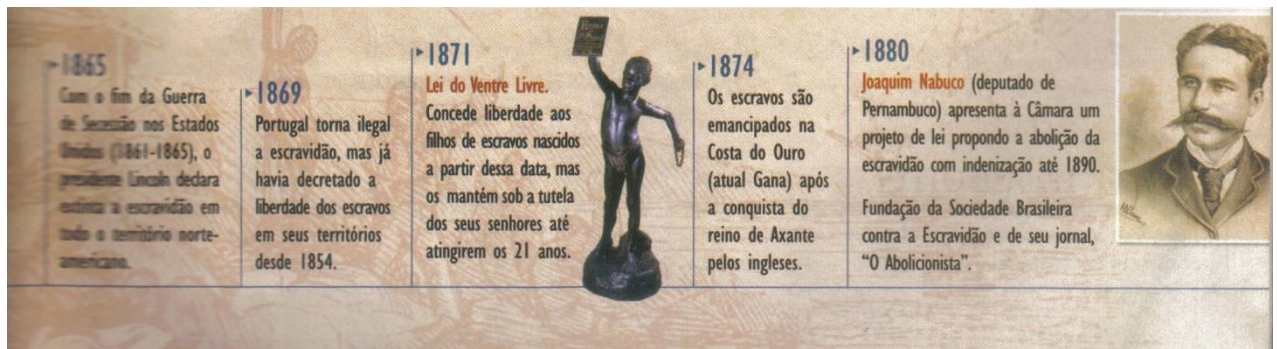 1865
Com o fim da Guerra
de Secessão nos Estados
Unidos (1861-1865), o
presidente Lincoln declara
extinta a escravidão em
todo o território norte-
americano.
1869
Portugal torna ilegal
a escravidão, mas já
havia decretado a
liberdade dos escravos
em seus territórios
desde 1854.
1871
Lei do Ventre Livre.
Concede liberdade aos
filhos de escravos nascidos
a partir dessa data, mas
os mantém sob a tutela
dos seus senhores até
atingirem os 21 anos.
1874
Os escravos são
emancipados na
Costa do Ouro
(atual Gana) após
a conquista do
reino de Axante
pelos ingleses.
1880
Joaquim Nabuco (deputado de
Pernambuco) apresenta à Câmara um
projeto de lei propondo a abolição da
escravidão com indenização até 1890.
Fundação da Sociedade Brasileira
contra a Escravidão e de seu jornal,
“O Abolicionista”.